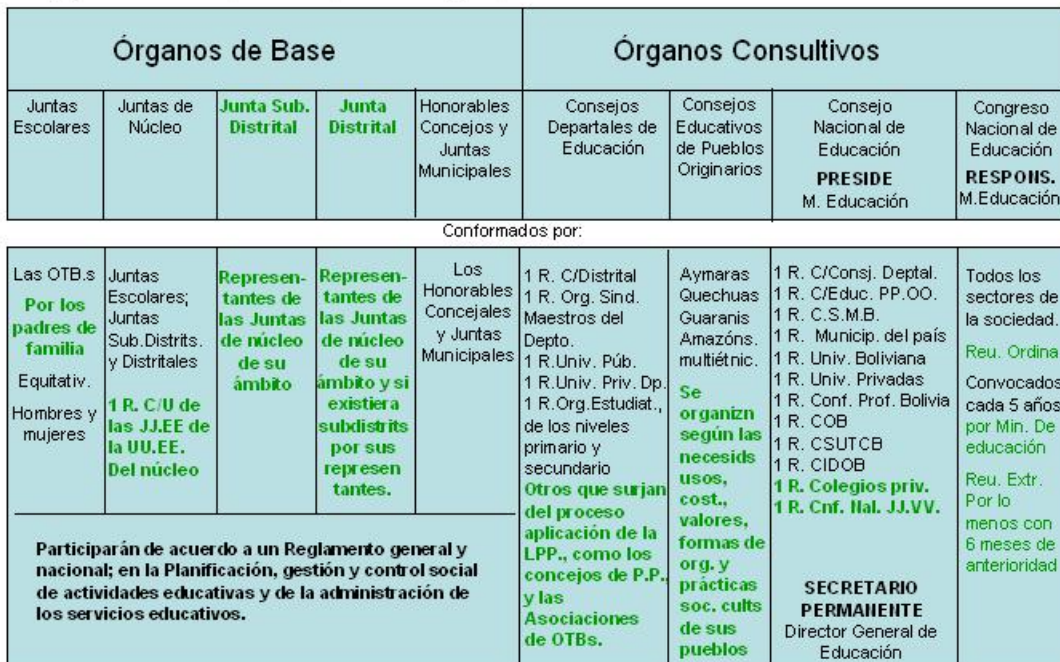 Órganos de Base
Órganos Consultivos
Juntas
Escolares
Juntas de
Núcleo
Junta Sub.
Distrital
Junta
Distrital
Honorables
Concejos y
Juntas
Municipales
Consejos
Departales de
Educación
Consejos
Educativos
de Pueblos
Originarios
Consejo
Nacional de
Educación
PRESIDE
M. Educación
Congreso
Nacional de
Educación
RESPONS.
M.Educación
Conformados por:
Las OTB.s
Por los
padres de
familia
Equitativ.
Hombres y
mujeres
Juntas
Escolares;
Juntas
Sub.Distrits.
y Distritales
1 R. C/U de
las JJ.EE de
la UU.EE.
Del núcleo
Represen-
tantes de
las Juntas
de núcleo
de su
ámbito
Represen-
tantes de
las Juntas
de núcleo
de su
ámbito y si
existiera
subdistrits
por sus
represen
tantes.
Los
Honorables
Concejales
y Juntas
Municipales
Participarán de acuerdo a un Reglamento general y
nacional; en la Planificación, gestión y control social
de actividades educativas y de la administración de
los servicios educativos.
1 R. C/Distrital
1 R. Org. Sind.
Maestros del
Depto.
1 R.Univ. Púb.
1 R.Univ. Priv. Dp.
1 R.Org.Estudiat.,
de los niveles
primario y
secundario
Otros que surjan
del proceso
aplicación de la
LPP., como los
concejos de P.P.,
y las
Asociaciones
de OTBs.
Aymaras
Quechuas
Guaranis
Amazóns.
multiétnic.
Se
organizn
según las
necesids
usos,
cost.,
valores,
formas de
org. y
prácticas
soc. cults
de sus
pueblos
1 R. C/Consj. Deptal.
1 R. C/Educ. PP.OO.
1 R. C.S.M.B.
1 R. Municip. del país
1 R. Univ. Boliviana
1 R. Univ. Privadas
1 R. Conf. Prof. Bolivia
1 R. COB
1 R. CSUTCB
1 R. CIDOB
1 R. Colegios priv.
1 R. Cnf. Nal. JJ.VV.
SECRETARIO
PERMANENTE
Director General de
Educación
Todos los
sectores de
la sociedad.
Reu. Ordina
Convocados
cada 5 años
por Min. De
educación
Reu. Extr.
Por lo
menos con
6 meses de
anterioridad